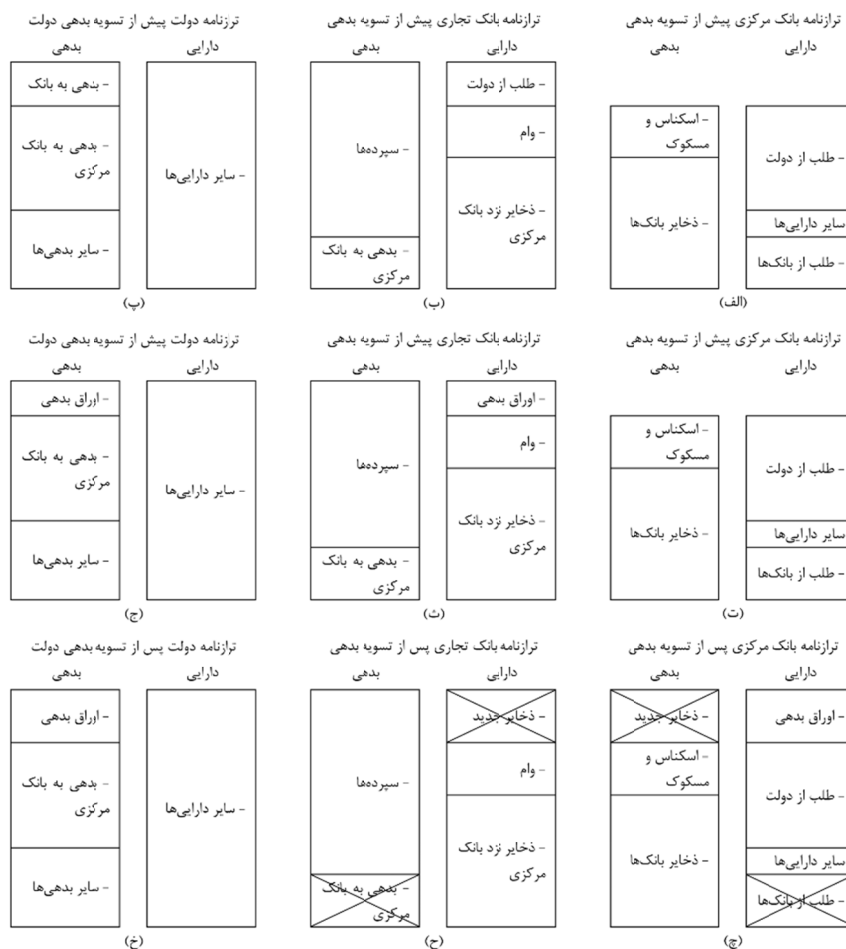 ترازنامه بانک مرکزی پیش از تسویه بدهی
دارایی
بدهی
- طلب از دولت
سایر دارایی‌ها
- طلب از بانک‌ها
- اسکناس و
مسکوک
- ذخایر بانک‌ها
(الف)
ترازنامه بانک تجاری پیش از تسویه بدهی
دارایی
بدهی
- طلب از دولت
- وام
- ذخایر نزد بانک
مرکزی
- سپرده‌ها
- بدهی به بانک
مرکزی
(ب)
ترزنامه دولت پیش از تسویه بدهی دولت
دارایی
بدهی
- سایر دارایی‌ها
- بدهی به بانک
- بدهی به بانک
مرکزی
- سایر بدهی‌ها
(پ)
ترازنامه بانک مرکزی پیش از تسویه بدهی
دارایی
بدهی
- طلب از دولت
سایر دارایی‌ها
- طلب از بانک‌ها
- اسکناس و
مسکوک
- ذخایر بانک‌ها
(ت)
ترازنامه بانک تجاری پیش از تسویه بدهی
دارایی
بدهی
- اوراق بدهی
- وام
- ذخایر نزد بانک
مرکزی
- سپرده‌ها
- بدهی به بانک
مرکزی
(ث)
ترزنامه دولت پیش از تسویه بدهی دولت
دارایی
بدهی
- سایر دارایی‌ها
- اوراق بدهی
- بدهی به بانک
مرکزی
- سایر بدهی‌ها
(ج)
ترازنامه بانک مرکزی پس از تسویه بدهی
دارایی
بدهی
- اوراق بدهی
- طلب از دولت
سایر دارایی‌ها
- طلب از بانک‌ها
- ذخایر جدید
- اسکناس و
مسکوک
- ذخایر بانک‌ها
(چ)
ترازنامه بانک تجاری پس از تسویه بدهی
دارایی
بدهی
- ذخایر جدید
- وام
- ذخایر نزد بانک
مرکزی
- سپرده‌ها
- بدهی به بانک
مرکزی
(ح)
ترازنامه دولت پس از تسویه بدهی دولت
دارایی
بدهی
- سایر دارایی‌ها
- اوراق بدهی
- بدهی به بانک
مرکزی
- سایر بدهی‌ها
(خ)